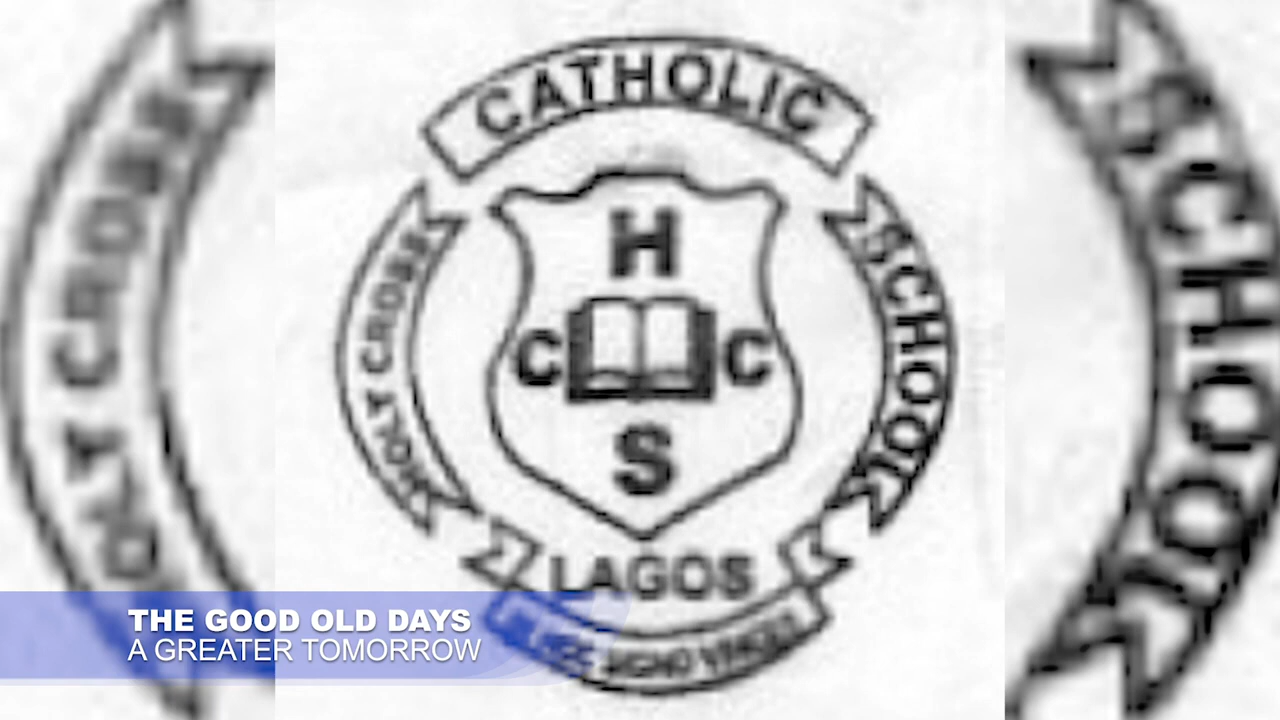 CATHOLIC
HOLY CROSS
SCHOOL
H
C C
S
LAGOS
THE GOOD OLD DAYS
A GREATER TOMORROW